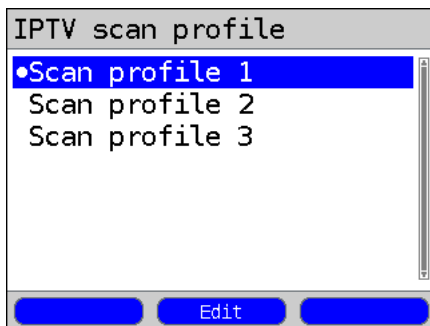 IPTV scan profile
•Scan profile 1
Scan profile 2
Scan profile 3
Edit